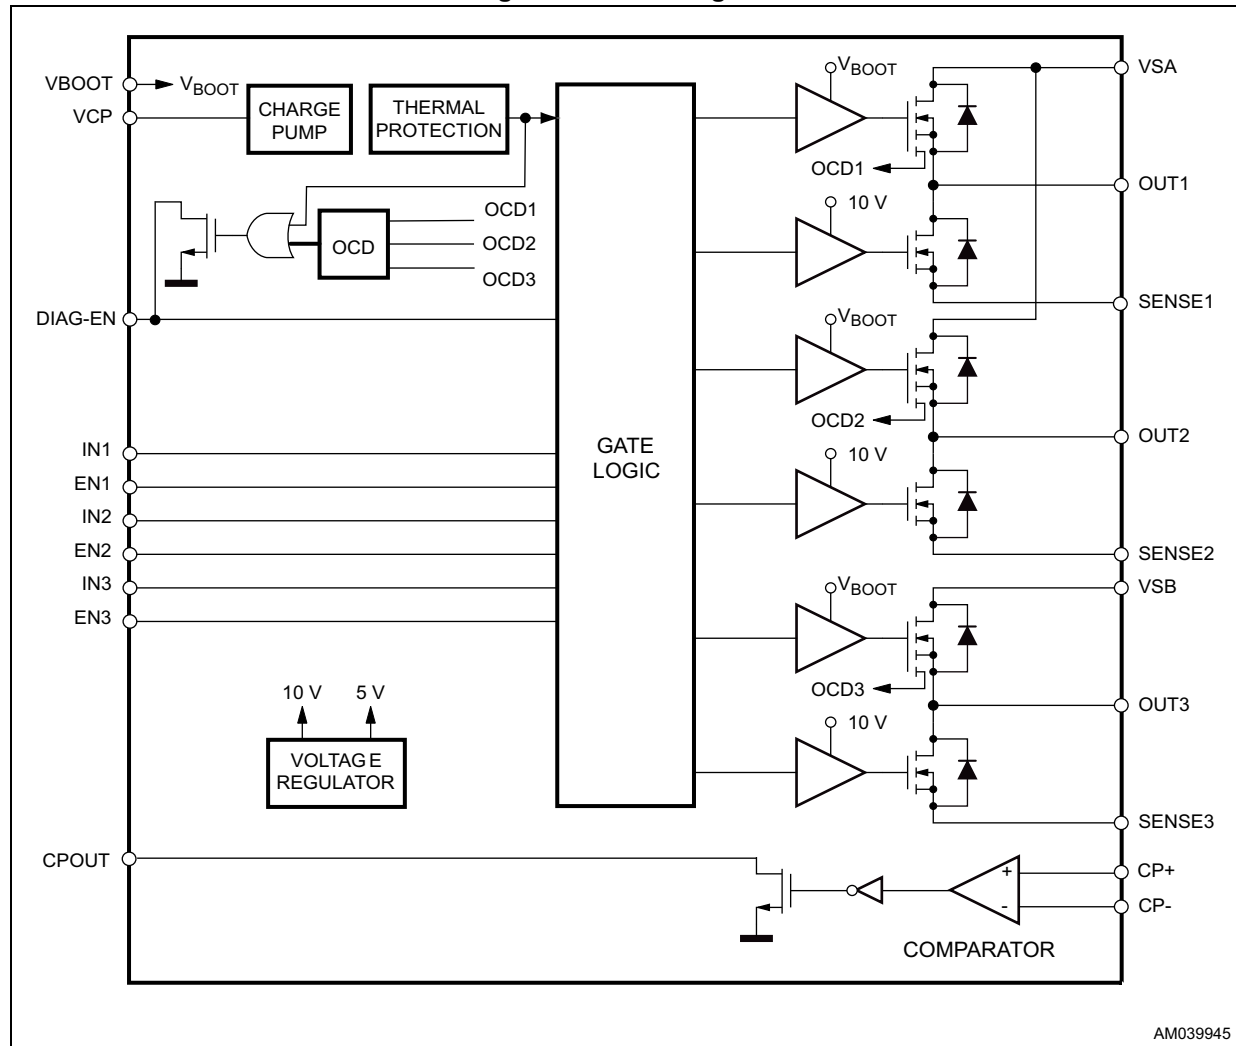 VBOOT
VBOOT
VCP
CHARGE
PUMP
THERMAL
PROTECTION
OCD
OCD1
OCD2
OCD3
DIAG-EN
IN1
EN1
IN2
EN2
IN3
EN3
10 V
5 V
VOLTAGE
REGULATOR
CPOUT
GATE
LOGIC
VBOOT
OCD1
10 V
VBOOT
OCD2
10 V
VBOOT
OCD3
10 V
VSA
OUT1
SENSE1
OUT2
SENSE2
VSB
OUT3
SENSE3
+
-
CP+
CP-
COMPARATOR
AM039945